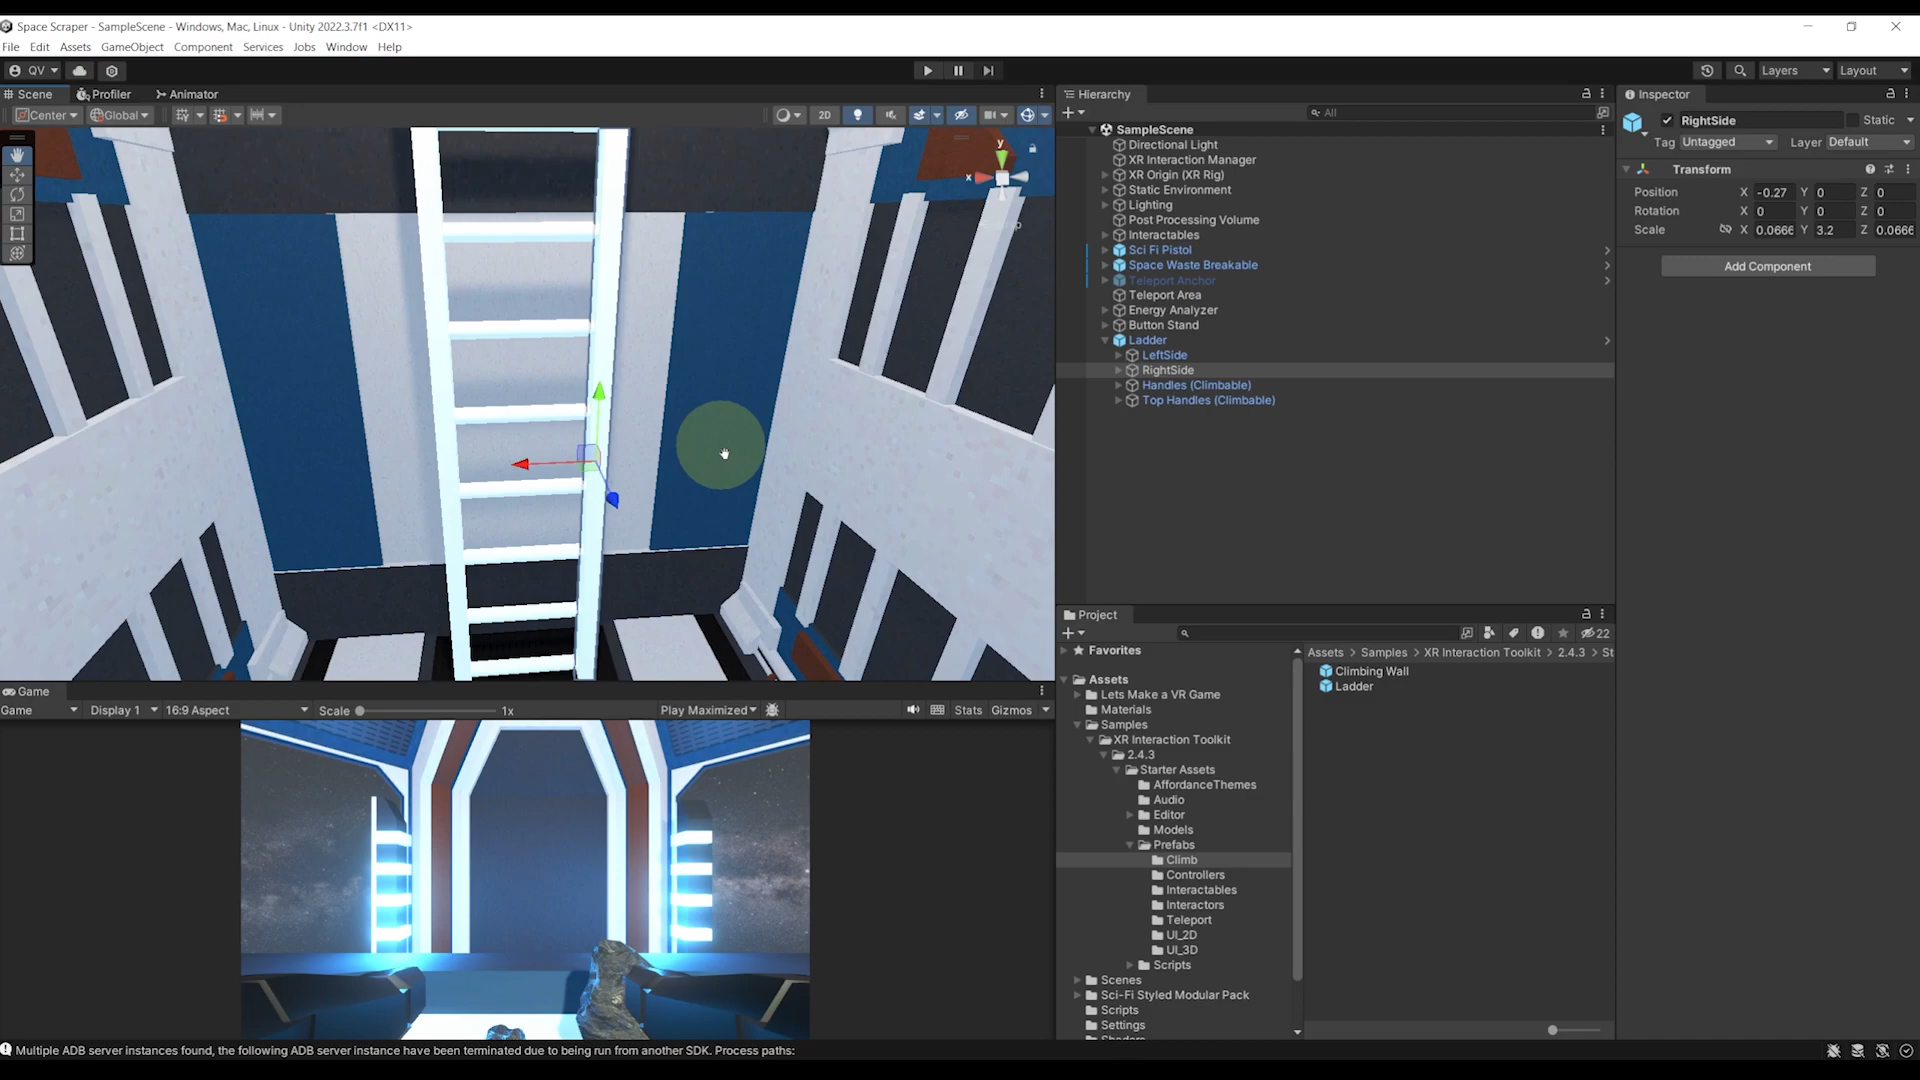 Space Scraper - SampleScene - Windows, Mac, Linux - Unity 2022.3.7f1 <DX11>
File Edit Assets GameObject Component Services Jobs Window Help
QV Layers Layout
Scene Profiler Animator
Center Global 2D
y
x
Hierarchy
All
SampleScene
Directional Light
XR Interaction Manager
XR Origin (XR Rig)
Static Environment
Lighting
Post Processing Volume
Interactables
Sci Fi Pistol
Space Waste Breakable
Teleport Anchor
Teleport Area
Energy Analyzer
Button Stand
Ladder
LeftSide
RightSide
Handles (Climbable)
Top Handles (Climbable)
Inspector
RightSide Static
Tag Untagged Layer Default
Transform
Position X -0.27 Y 0 Z 0
Rotation X 0 Y 0 Z 0
Scale X 0.0666 Y 3.2 Z 0.0666
Add Component
Game
Game Display 1 16:9 Aspect Scale 1x Play Maximized Stats Gizmos
Project
22
Favorites
Assets
Lets Make a VR Game
Materials
Samples
XR Interaction Toolkit
2.4.3
Starter Assets
AffordanceThemes
Audio
Editor
Models
Prefabs
Climb
Controllers
Interactables
Interactors
Teleport
UI_2D
UI_3D
Scripts
Scenes
Sci-Fi Styled Modular Pack
Scripts
Settings
Assets > Samples > XR Interaction Toolkit > 2.4.3 > St
Climbing Wall
Ladder
Multiple ADB server instances found, the following ADB server instance have been terminated due to being run from another SDK. Process paths: